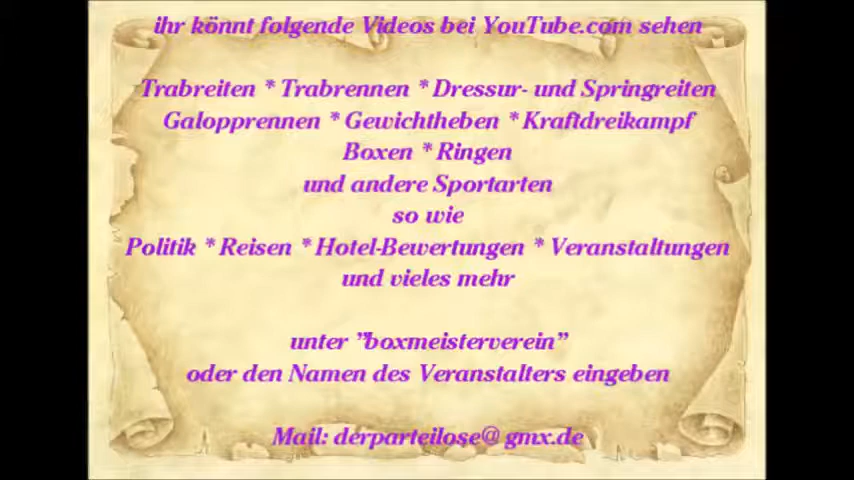 ihr könnt folgende Videos bei YouTube.com sehen
Trabreiten * Trabrennen * Dressur- und Springreiten
Galopprennen * Gewichtheben * Kraftdreikampf
Boxen * Ringen
und andere Sportarten
so wie
Politik * Reisen * Hotel-Bewertungen * Veranstaltungen
und vieles mehr
unter "boxmeisterverein"
oder den Namen des Veranstalters eingeben
Mail: derparteilose@gmx.de